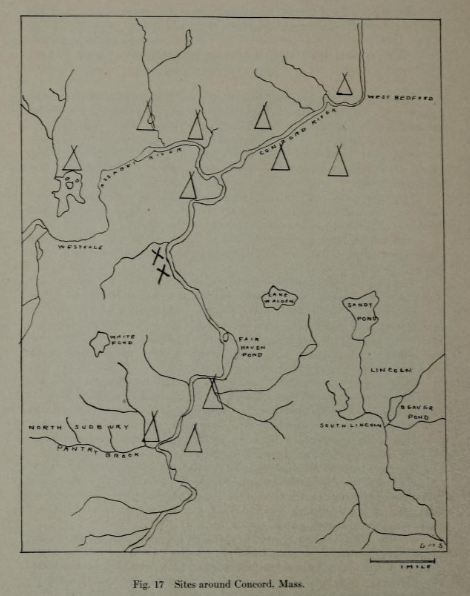 WEST BEDFORD
CONCORD RIVER
ASSABET RIVER
WESTVALE
LAKE
WALDEN
SANDY
POND
WHITE
POND
FAIR
HAVEN
POND
LINCOLN
BEAVER
POND
SOUTH LINCOLN
NORTH SUDBURY
PANTRY BROOK
1 MILE
Fig. 17 Sites around Concord, Mass.